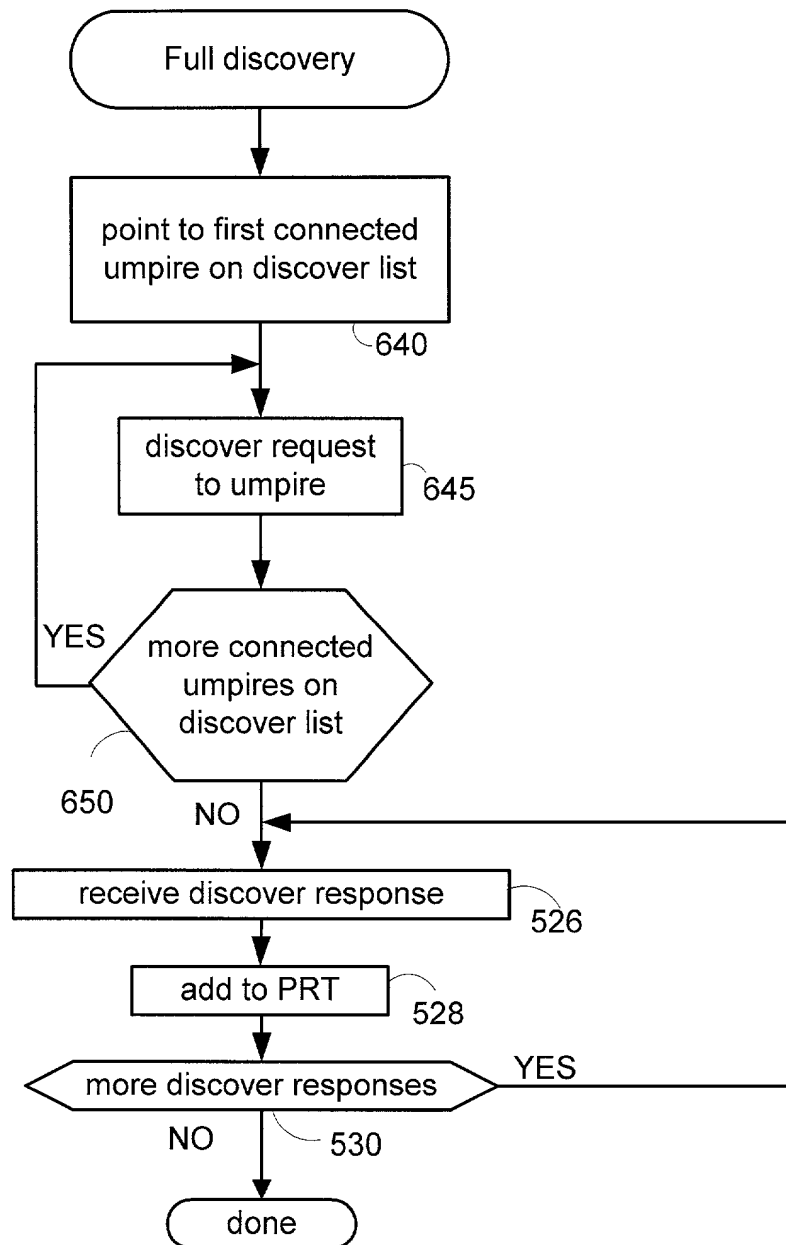 Full discovery
point to first connected
umpire on discover list
640
discover request
to umpire
645
YES
more connected
umpires on
discover list
650
NO
receive discover response
526
add to PRT
528
more discover responses
YES
NO
530
done